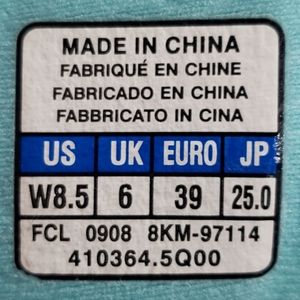 MADE IN CHINA
FABRIQUÉ EN CHINE
FABRICADO EN CHINA
FABBRICATO IN CINA
US UK EURO JP
W8.5 6 39 25.0
FCL 0908 8KM-97114
410364.5Q00